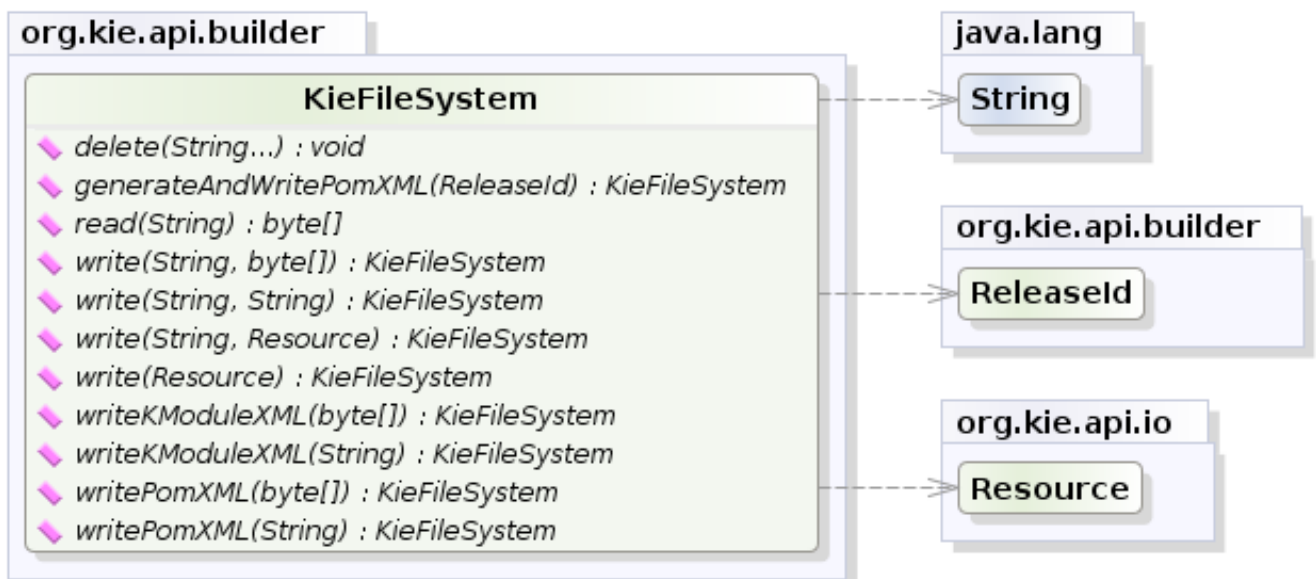 org.kie.api.builder
KieFileSystem
delete(String...) : void
generateAndWritePomXML(ReleaseId) : KieFileSystem
read(String) : byte[]
write(String, byte[]) : KieFileSystem
write(String, String) : KieFileSystem
write(String, Resource) : KieFileSystem
write(Resource) : KieFileSystem
writeKModuleXML(byte[]) : KieFileSystem
writeKModuleXML(String) : KieFileSystem
writePomXML(byte[]) : KieFileSystem
writePomXML(String) : KieFileSystem
java.lang
String
org.kie.api.builder
ReleaseId
org.kie.api.io
Resource